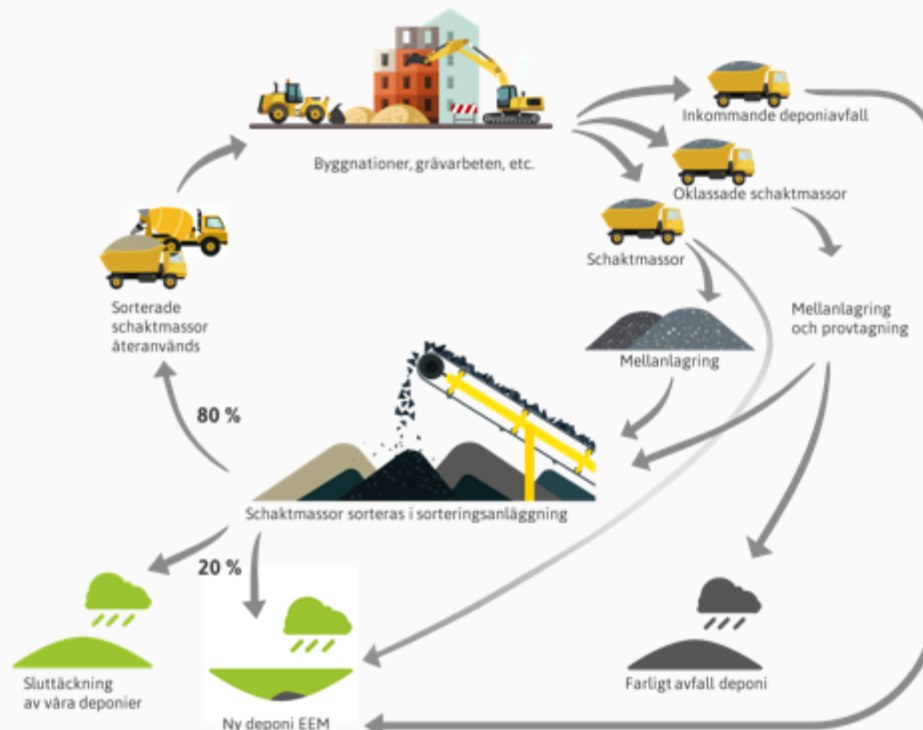 Inkommande deponiavfall
Byggnationer, grävarbeten, etc.
Oklassade schaktmassor
Schaktmassor
Sorterade
schaktmassor
återanvänds
Mellanlagring
och provtagning
Mellanlagring
80 %
Schaktmassor sorteras i sorteringsanläggning
20 %
Sluttäckning
av våra deponier
Farligt avfall deponi
Ny deponi EEM